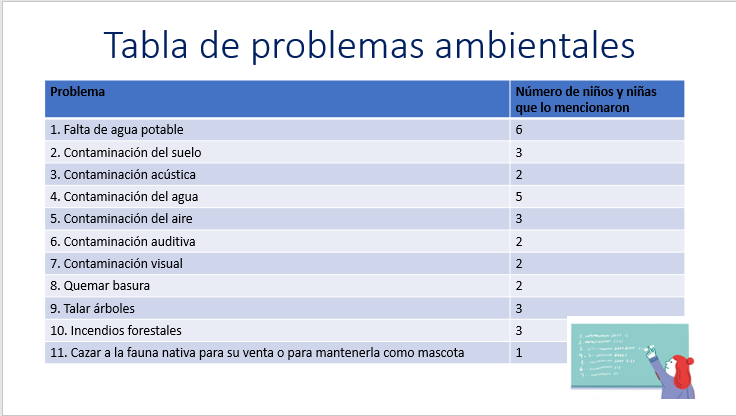 Tabla de problemas ambientales
Problema
Número de niños y niñas
que lo mencionaron
1. Falta de agua potable 6
2. Contaminación del suelo 3
3. Contaminación acústica 2
4. Contaminación del agua 5
5. Contaminación del aire 3
6. Contaminación auditiva 2
7. Contaminación visual 2
8. Quemar basura 2
9. Talar árboles 3
10. Incendios forestales 3
11. Cazar a la fauna nativa para su venta o para mantenerla como mascota 1